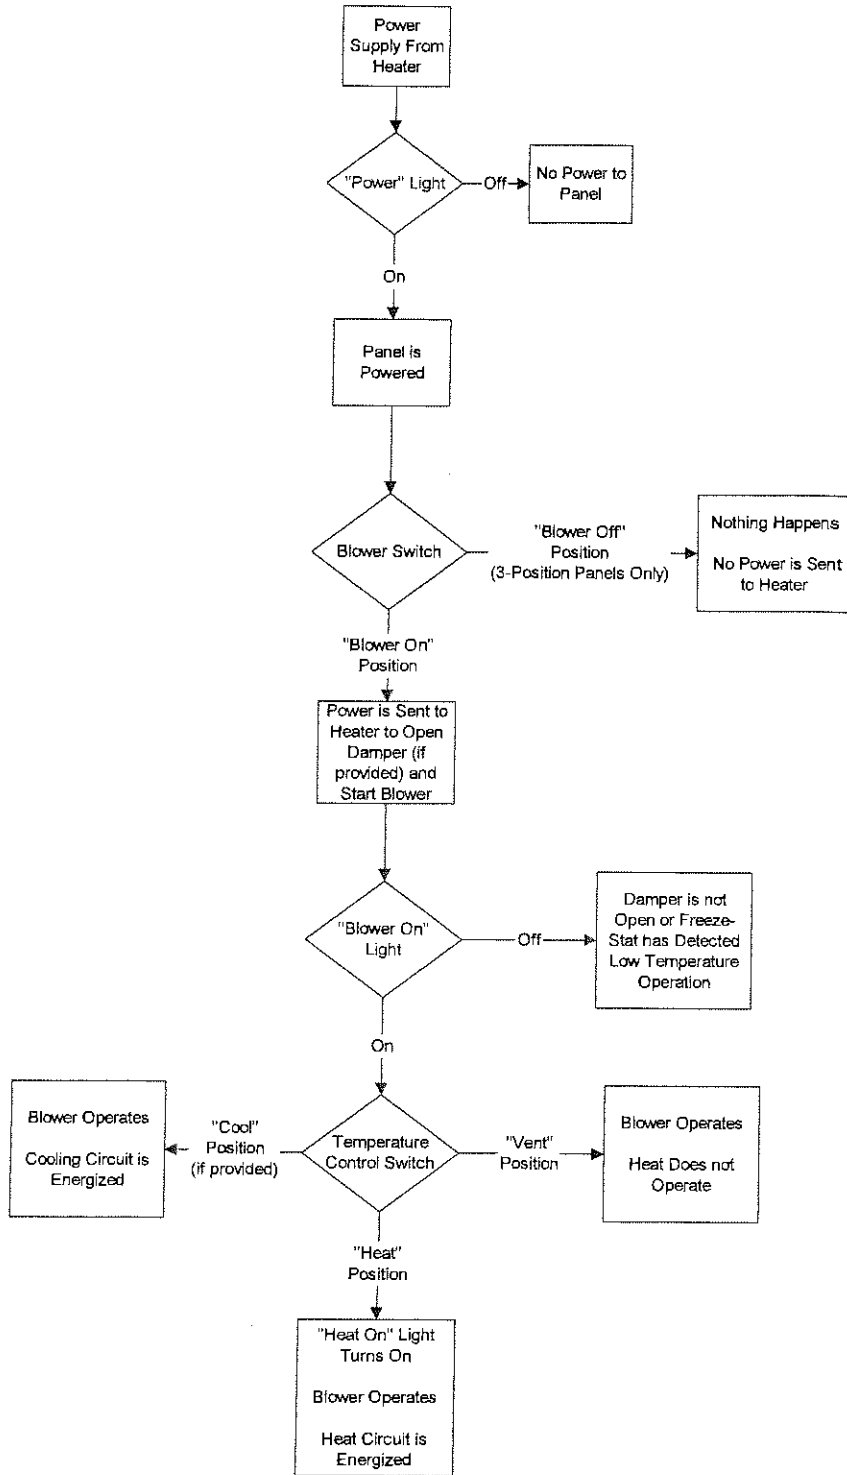 Power
Supply From
Heater
"Power" Light
Off
No Power to
Panel
On
Panel is
Powered
Blower Switch
"Blower Off"
Position
(3-Position Panels Only)
Nothing Happens
No Power is Sent
to Heater
"Blower On"
Position
Power is Sent to
Heater to Open
Damper (if
provided) and
Start Blower
"Blower On"
Light
Off
Damper is not
Open or Freeze-
Stat has Detected
Low Temperature
Operation
On
Temperature
Control Switch
"Cool"
Position
(if provided)
Blower Operates
Cooling Circuit is
Energized
"Vent"
Position
Blower Operates
Heat Does not
Operate
"Heat"
Position
"Heat On" Light
Turns On
Blower Operates
Heat Circuit is
Energized